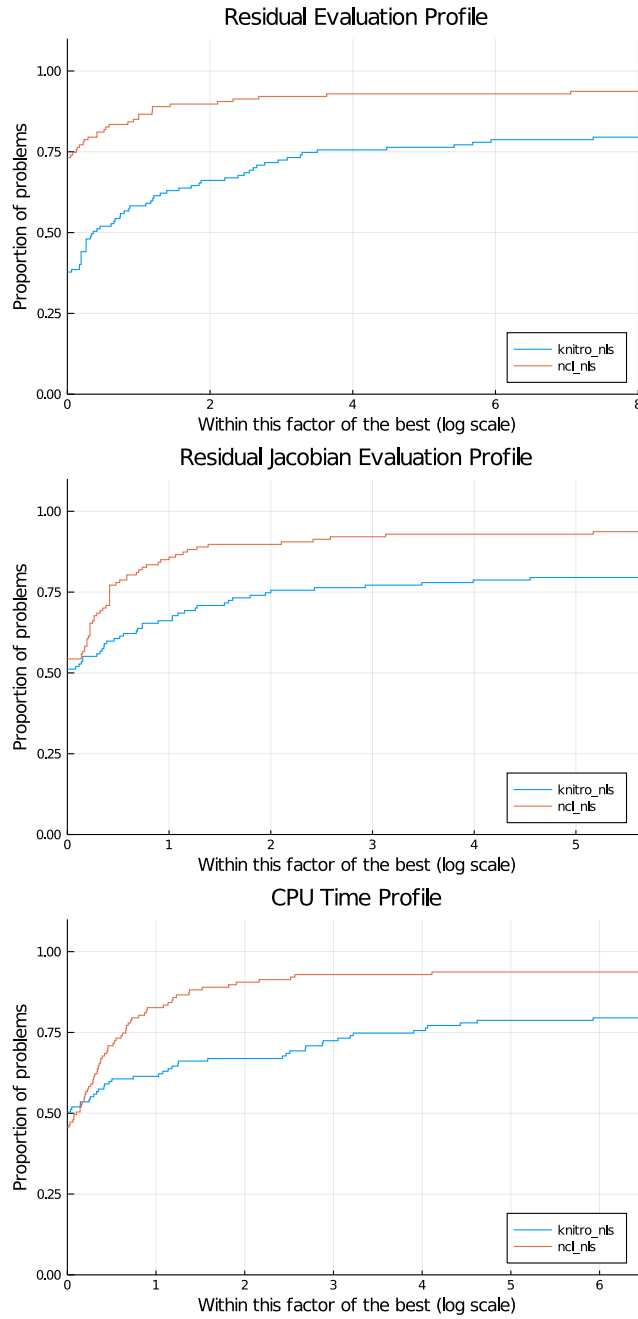 Residual Evaluation Profile
1.00
0.75
0.50
0.25
0.00
Proportion of problems
knitro_nls
ncl_nls
0 2 4 6 8
Within this factor of the best (log scale)
Residual Jacobian Evaluation Profile
1.00
0.75
0.50
0.25
0.00
Proportion of problems
knitro_nls
ncl_nls
0 1 2 3 4 5
Within this factor of the best (log scale)
CPU Time Profile
1.00
0.75
0.50
0.25
0.00
Proportion of problems
knitro_nls
ncl_nls
0 1 2 3 4 5 6
Within this factor of the best (log scale)